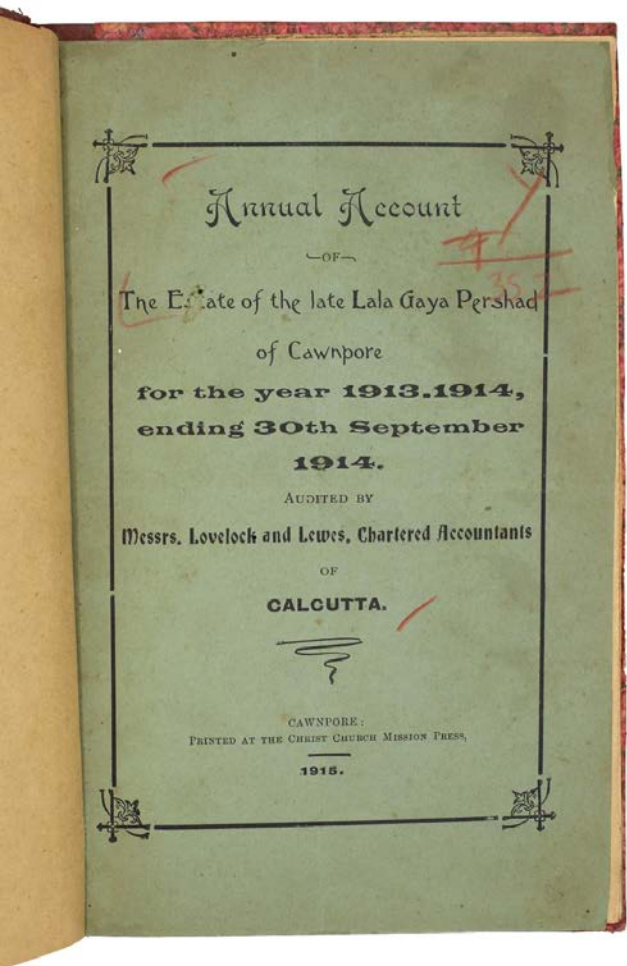 Annual Account
OF
The Estate of the late Lala Gaya Pershad
of Cawnpore
for the year 1913.1914,
ending 30th September
1914.
AUDITED BY
Messrs. Lovelock and Lewes, Chartered Accountants
OF
CALCUTTA.
CAWNPORE:
PRINTED AT THE CHRIST CHURCH MISSION PRESS,
1915.